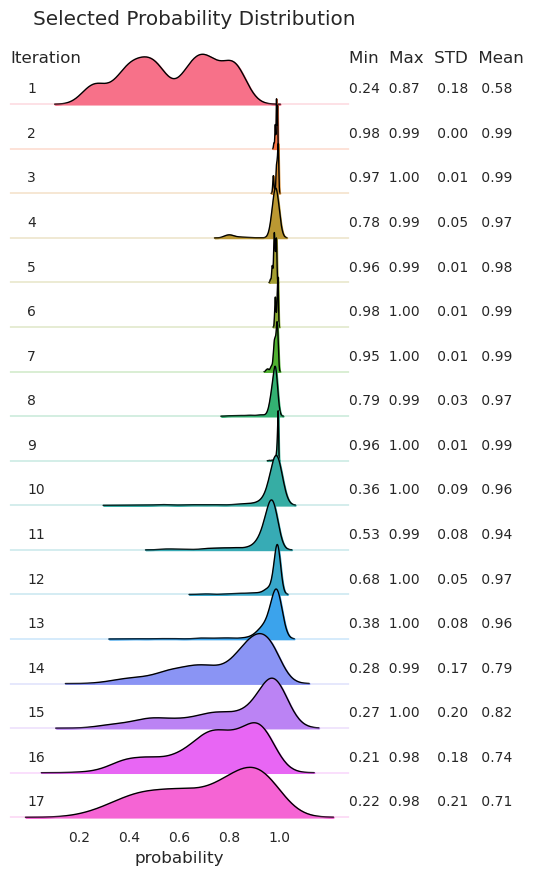 Selected Probability Distribution
Iteration Min Max STD Mean
1 0.24 0.87 0.18 0.58
2 0.98 0.99 0.00 0.99
3 0.97 1.00 0.01 0.99
4 0.78 0.99 0.05 0.97
5 0.96 0.99 0.01 0.98
6 0.98 1.00 0.01 0.99
7 0.95 1.00 0.01 0.99
8 0.79 0.99 0.03 0.97
9 0.96 1.00 0.01 0.99
10 0.36 1.00 0.09 0.96
11 0.53 0.99 0.08 0.94
12 0.68 1.00 0.05 0.97
13 0.38 1.00 0.08 0.96
14 0.28 0.99 0.17 0.79
15 0.27 1.00 0.20 0.82
16 0.21 0.98 0.18 0.74
17 0.22 0.98 0.21 0.71
0.2 0.4 0.6 0.8 1.0
probability